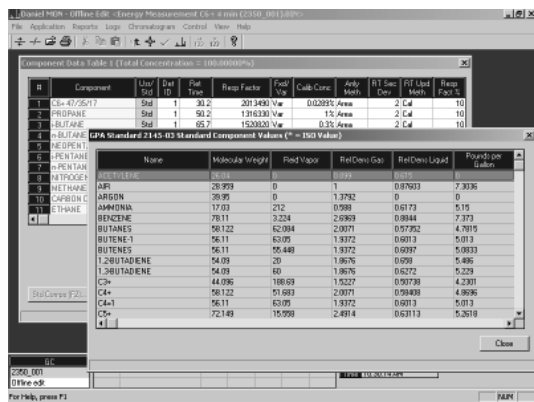 Daniel MON - Offline Edit <Energy Measurement C6+ 4 min (2350_001).BIN>
File Application Reports Logs Chromatogram Control View Help
Component Data Table 1 (Total Concentration = 100.00000%)
# Component Usr/ Std Det ID Ret Time Resp Factor Fxd/ Var Calib Conc Anly Meth RT Sec Dev RT Upd Meth Resp Fact %
1 C6+ 47/35/17 Std 1 30.2 2013490 Var 0.0289% Area 2 Cal 10
2 PROPANE Std 1 50.2 1316330 Var 1% Area 2 Cal 10
3 i-BUTANE Std 1 65.7 1520820 Var 0.3% Area 2 Cal 10
4 n-BUTANE
5 NEOPENT
6 i-PENTAN
7 n-PENTAN
8 NITROGEN
9 METHANE
10 CARBON D
11 ETHANE
GPA Standard 2145-03 Standard Component Values (* = ISO Value)
Name Molecular Weight Reid Vapor Rel Dens Gas Rel Dens Liquid Pounds per Gallon
ACETYLENE 26.04 0 0.899 0.615 0
AIR 28.959 0 1 0.87603 7.3036
ARGON 39.95 0 1.3792 0 0
AMMONIA 17.03 212 0.588 0.6173 5.15
BENZENE 78.11 3.224 2.6969 0.8844 7.373
BUTANES 58.122 62.084 2.0071 0.57352 4.7815
BUTENE-1 56.11 63.05 1.9372 0.6013 5.013
BUTENES 56.11 55.448 1.9372 0.6097 5.0833
1,2-BUTADIENE 54.09 20 1.8676 0.658 5.486
1,3-BUTADIENE 54.09 60 1.8676 0.6272 5.229
C3+ 44.096 188.69 1.5227 0.50738 4.2301
C4+ 58.122 51.683 2.0071 0.58408 4.8696
C4=1 56.11 63.05 1.9372 0.6013 5.013
C5+ 72.149 15.558 2.4914 0.63113 5.2618
Std Comps [F2]...
Close
GC
2350_001
Offline edit
For Help, press F1
NUM